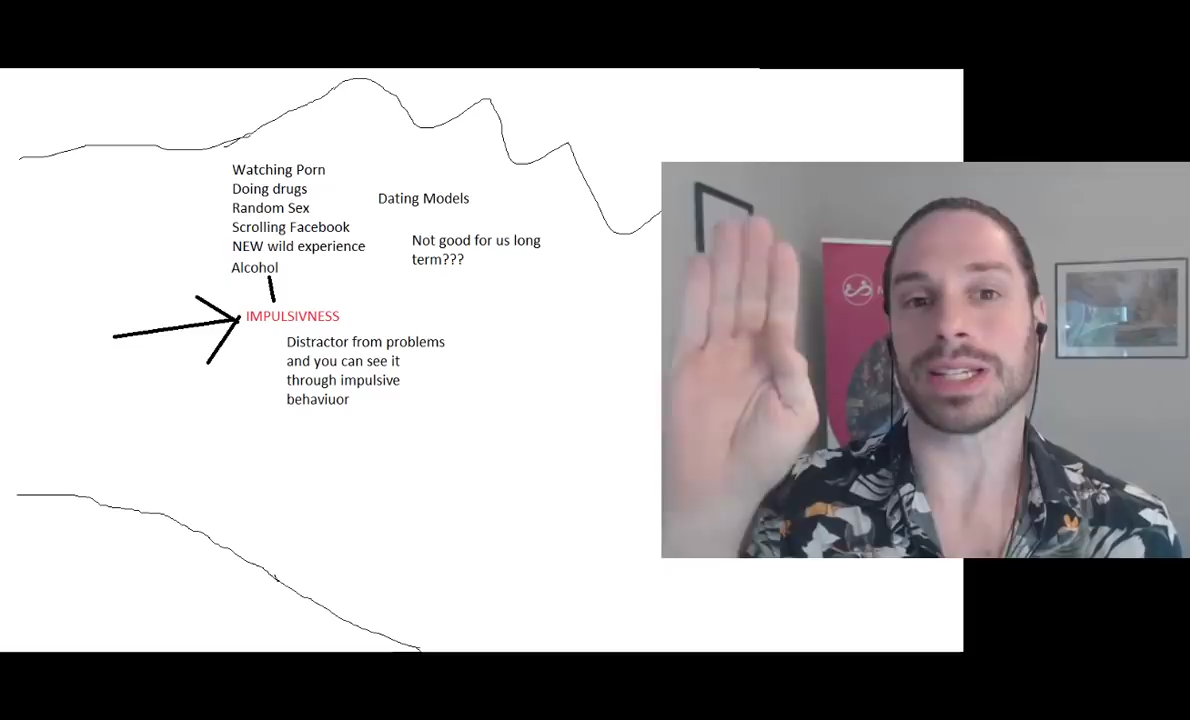 Watching Porn
Doing drugs
Random Sex
Scrolling Facebook
NEW wild experience
Alcohol
Dating Models
Not good for us long
term???
IMPULSIVNESS
Distractor from problems
and you can see it
through impulsive
behaviuor